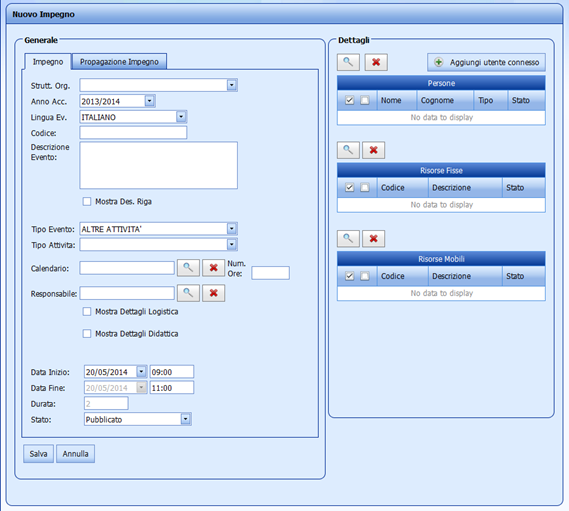 Nuovo Impegno
Generale
Impegno
Propagazione Impegno
Strutt. Org.
Anno Acc. 2013/2014
Lingua Ev. ITALIANO
Codice:
Descrizione
Evento:
Mostra Des. Riga
Tipo Evento: ALTRE ATTIVITA'
Tipo Attivita:
Calendario:
Num.
Ore:
Responsabile:
Mostra Dettagli Logistica
Mostra Dettagli Didattica
Data Inizio: 20/05/2014 09:00
Data Fine: 20/05/2014 11:00
Durata: 2
Stato: Pubblicato
Salva
Annulla
Dettagli
Aggiungi utente connesso
Persone
Nome Cognome Tipo Stato
No data to display
Risorse Fisse
Codice Descrizione Stato
No data to display
Risorse Mobili
Codice Descrizione Stato
No data to display